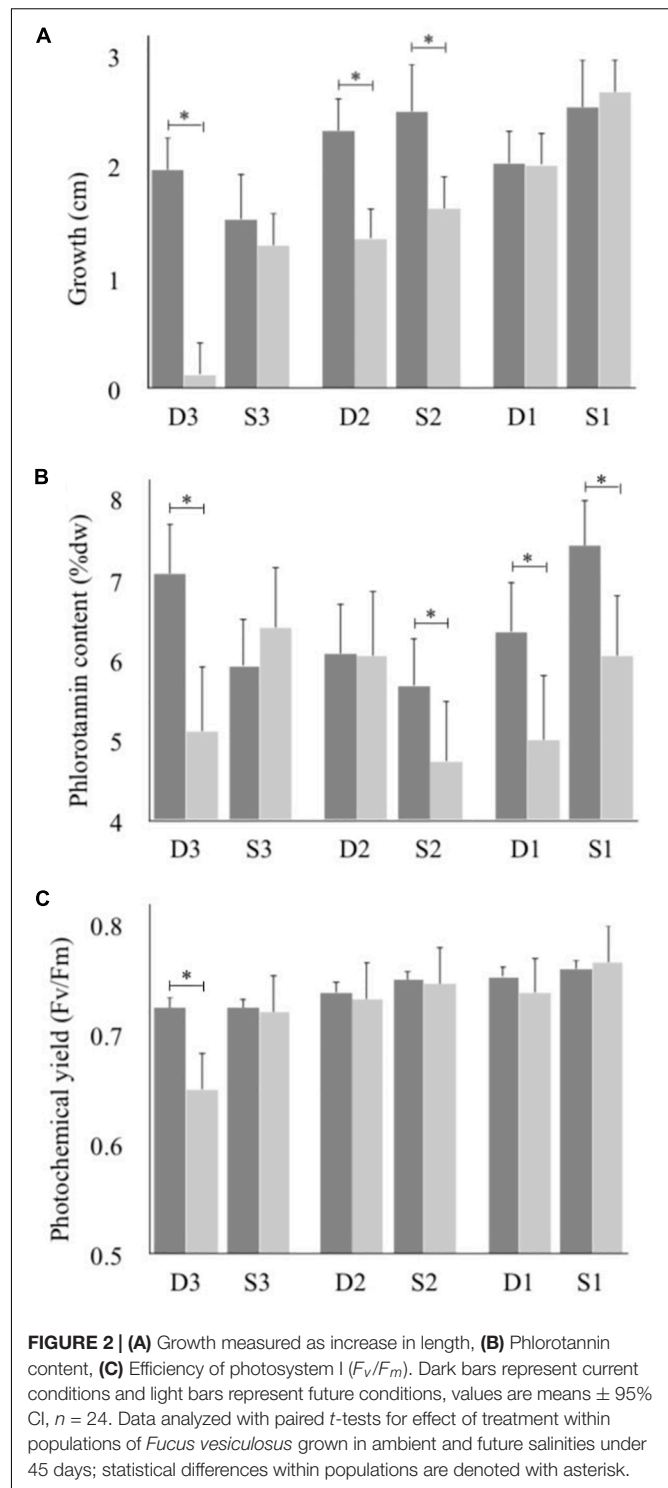 A
*
*
*
3
2
1
0
Growth (cm)
D3 S3 D2 S2 D1 S1
B
*
*
*
*
8
7
6
5
4
Phlorotannin content (%dw)
D3 S3 D2 S2 D1 S1
C
*
0.8
0.7
0.6
0.5
Photochemical yield (Fv/Fm)
D3 S3 D2 S2 D1 S1
FIGURE 2 | (A) Growth measured as increase in length, (B) Phlorotannin
content, (C) Efficiency of photosystem I (Fv/Fm). Dark bars represent current
conditions and light bars represent future conditions, values are means ± 95%
CI, n = 24. Data analyzed with paired t-tests for effect of treatment within
populations of Fucus vesiculosus grown in ambient and future salinities under
45 days; statistical differences within populations are denoted with asterisk.